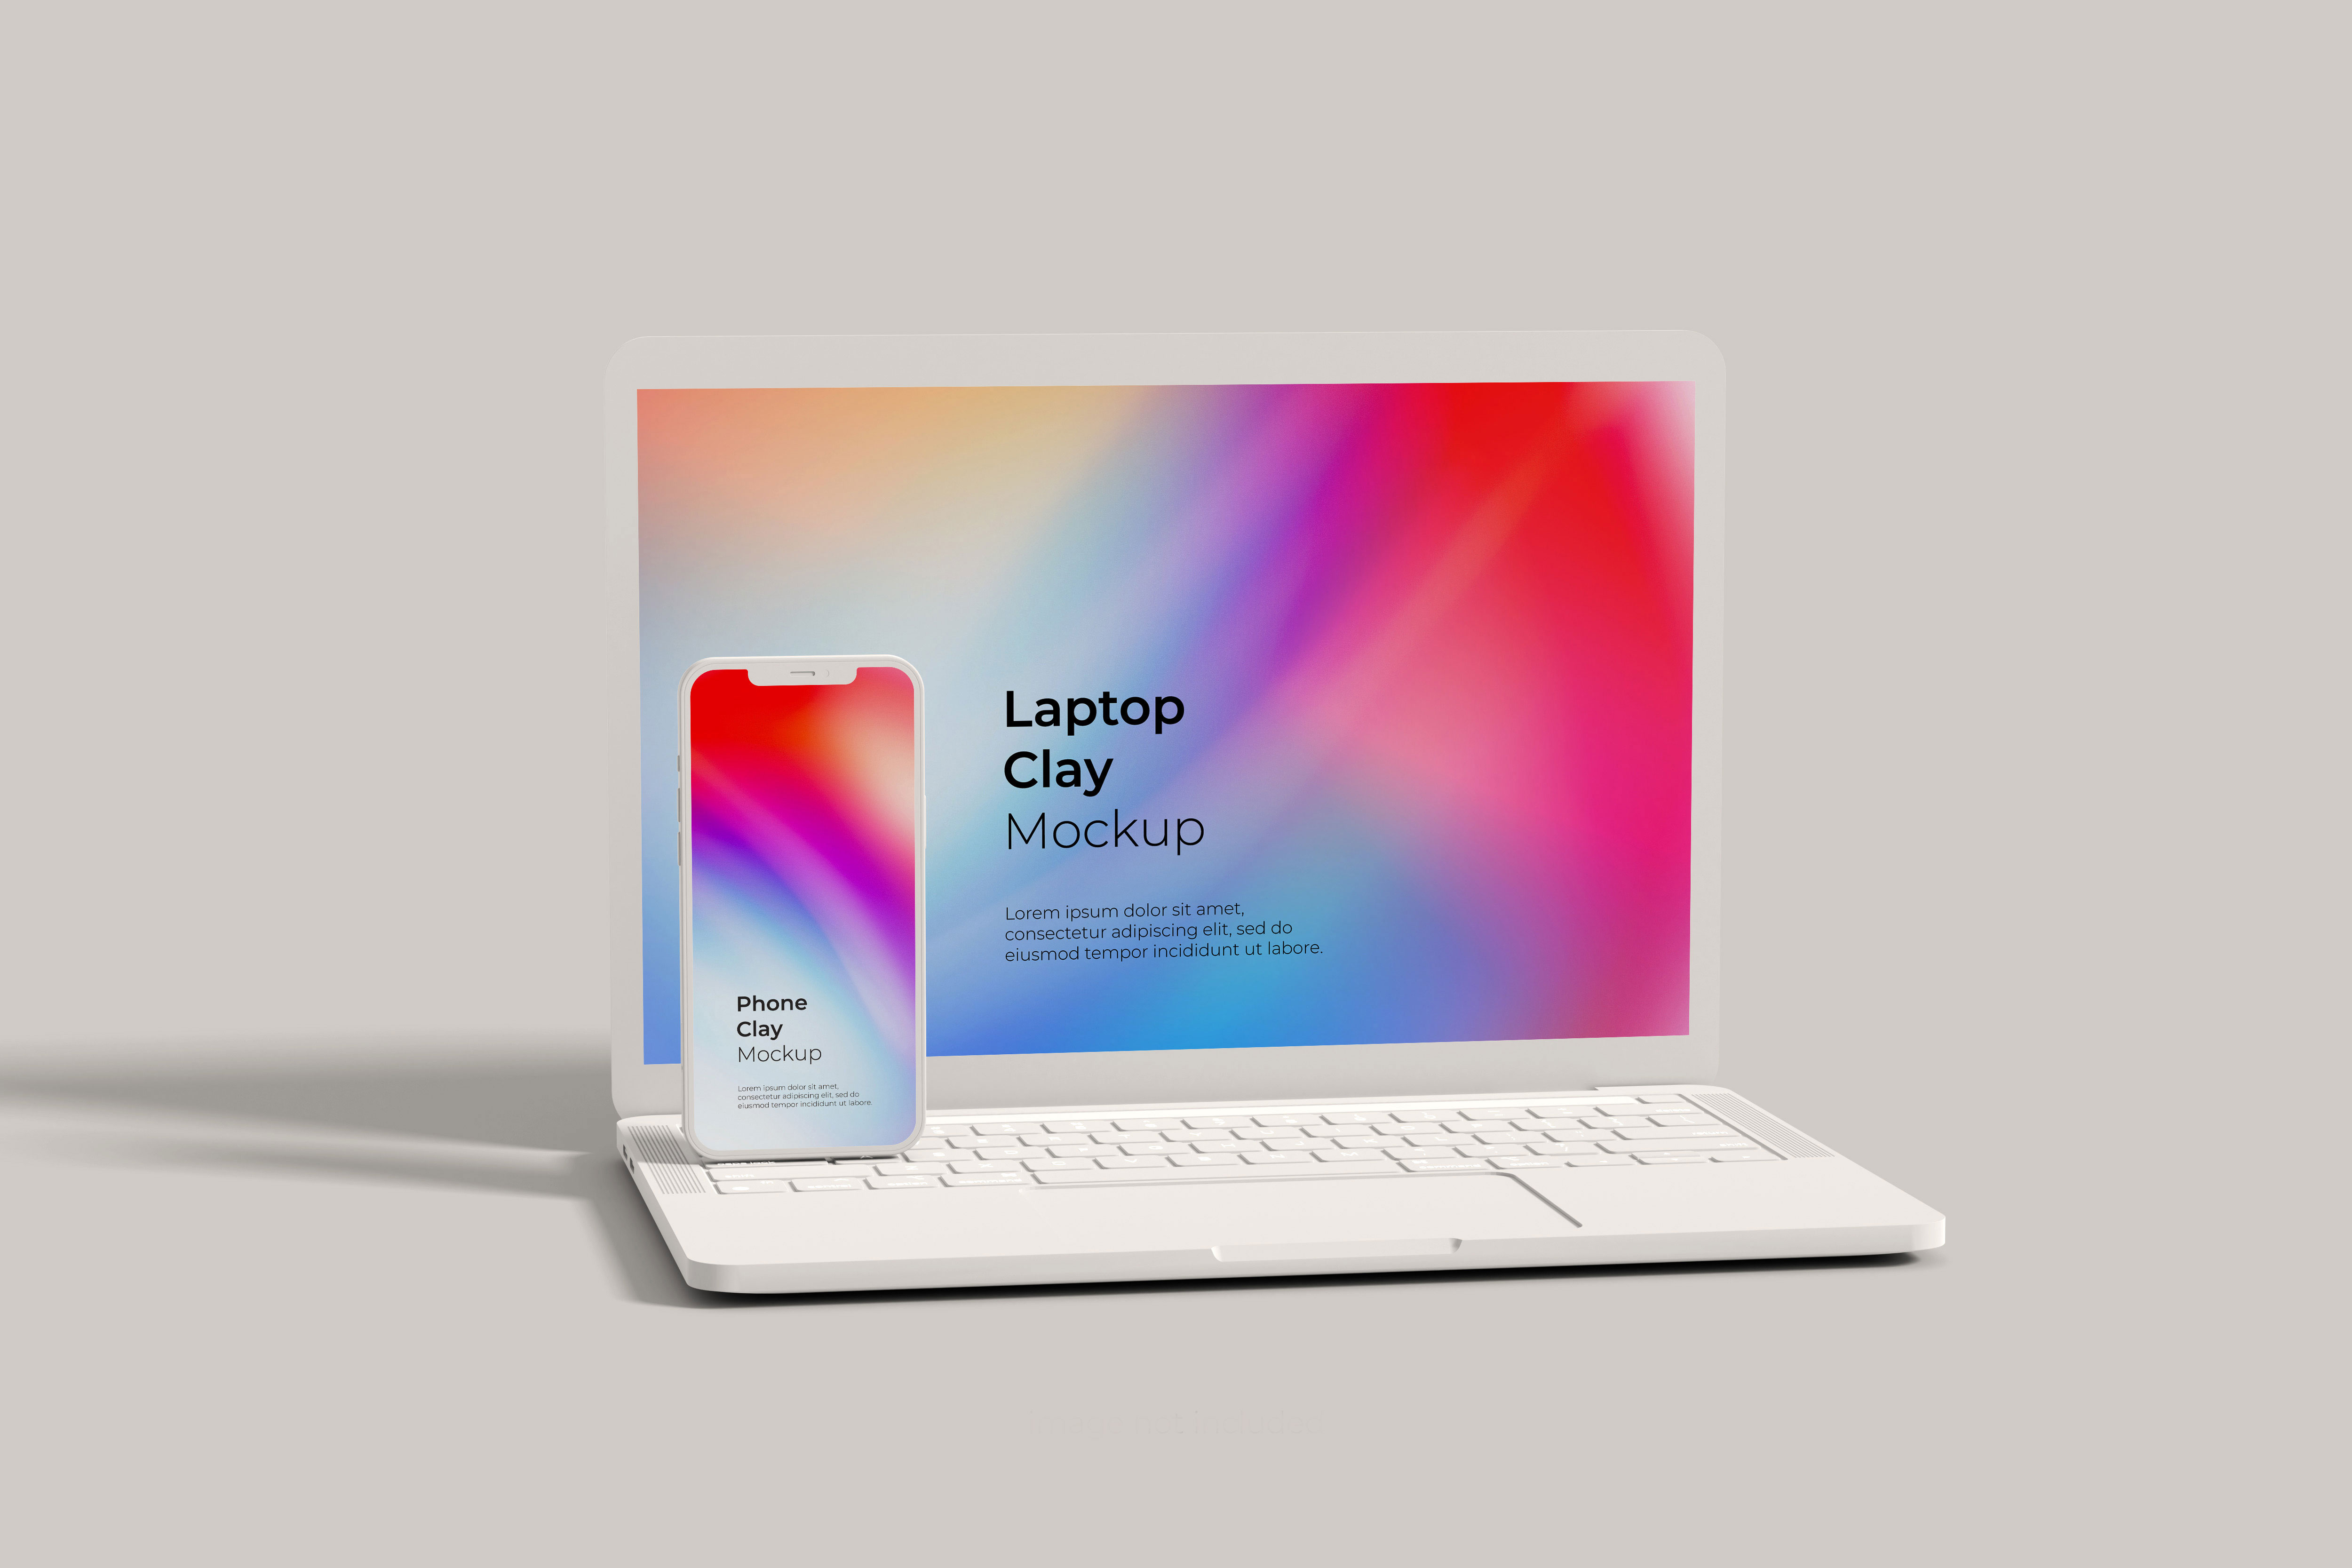 Laptop
Clay
Mockup
Lorem ipsum dolor sit amet,
consectetur adipiscing elit, sed do
eiusmod tempor incididunt ut labore.
Phone
Clay
Mockup
Lorem ipsum dolor sit amet,
consectetur adipiscing elit, sed do
eiusmod tempor incididunt ut labore.